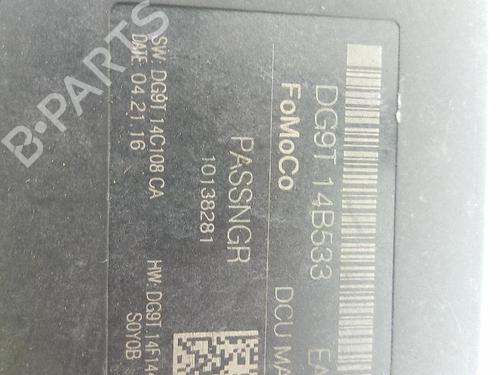 DG9T 14B533 EA
FoMoCo DCU MA
PASSNGR
10138281
SW: DG9T 14C108 CA
DATE: 04.21.16
HW: DG9T 14F14
S0Y0B
B-PARTS